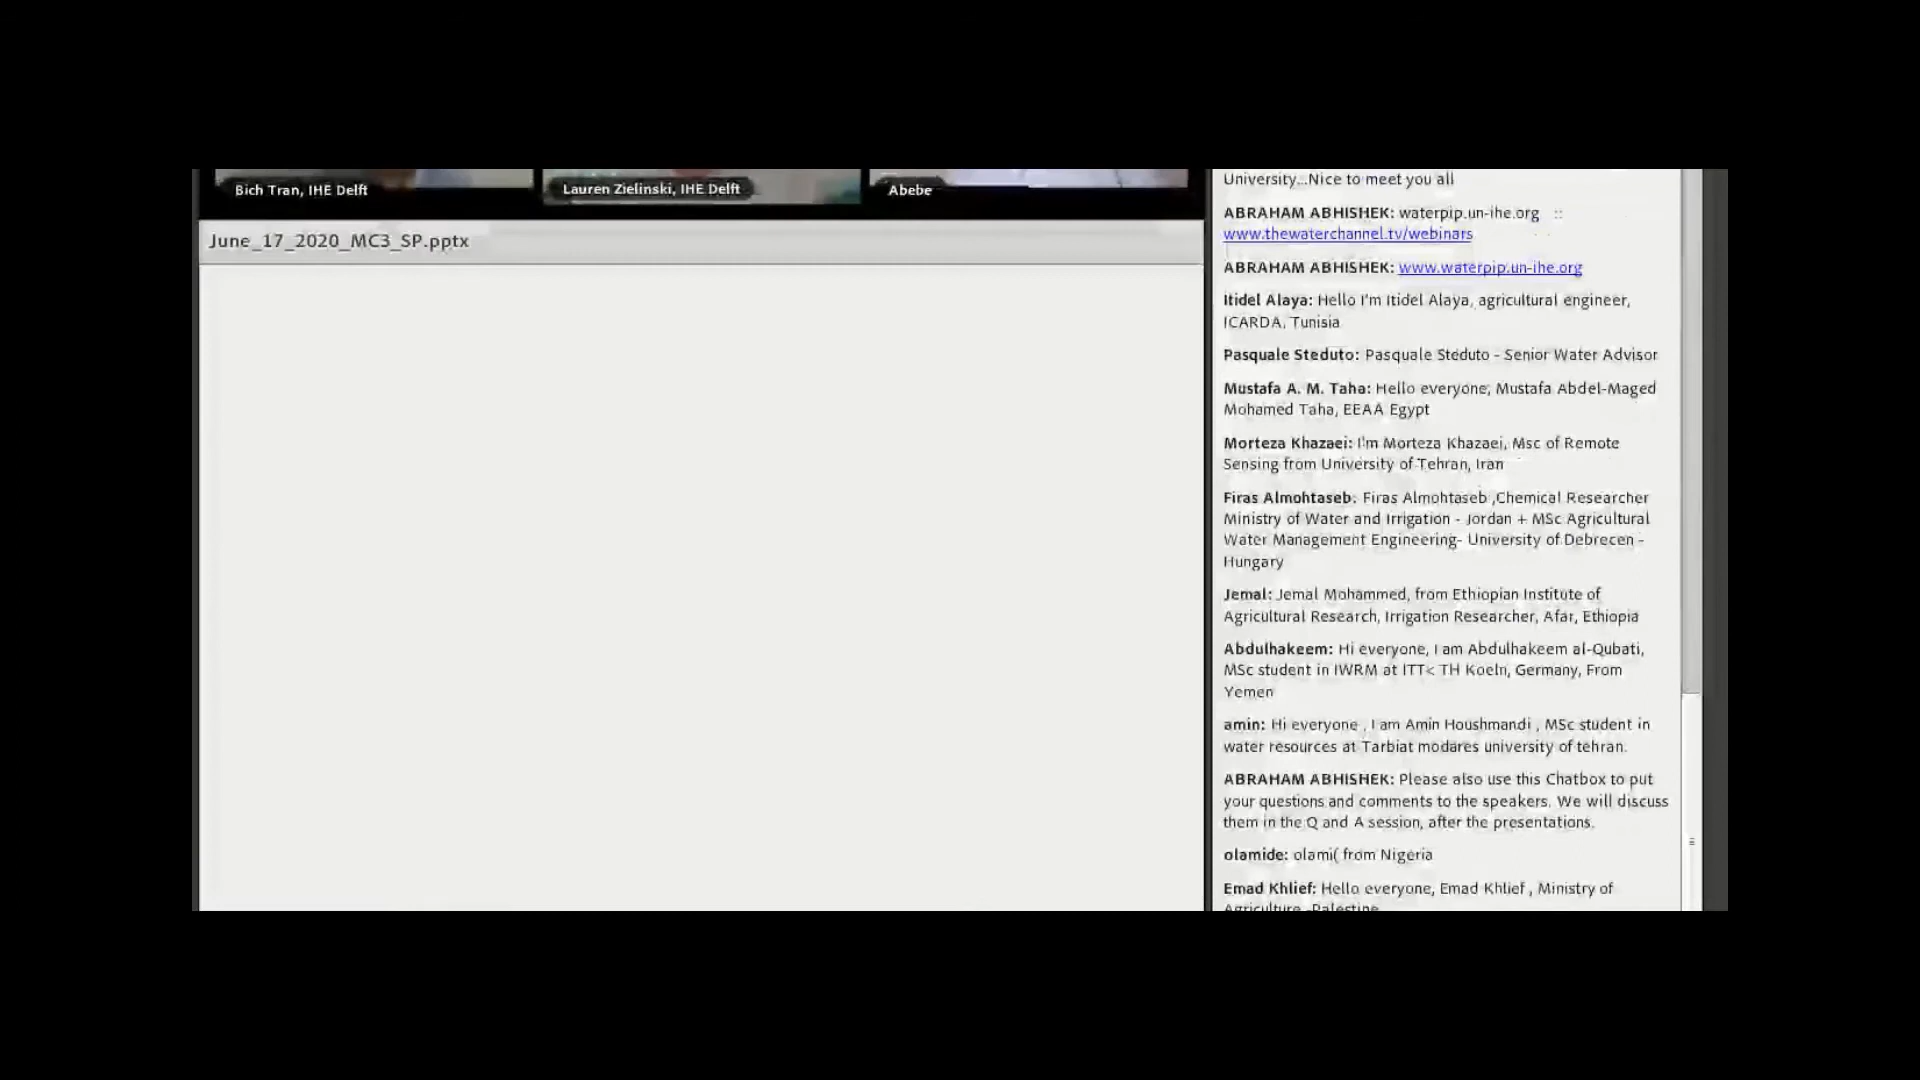 Bich Tran, IHE Delft
Lauren Zielinski, IHE Delft
Abebe
June_17_2020_MC3_SP.pptx
University...Nice to meet you all
ABRAHAM ABHISHEK: waterpip.un-ihe.org ::
www.thewaterchannel.tv/webinars
ABRAHAM ABHISHEK: www.waterpip.un-ihe.org
Itidel Alaya: Hello I'm Itidel Alaya, agricultural engineer,
ICARDA, Tunisia
Pasquale Steduto: Pasquale Steduto - Senior Water Advisor
Mustafa A. M. Taha: Hello everyone, Mustafa Abdel-Maged
Mohamed Taha, EEAA Egypt
Morteza Khazaei: I'm Morteza Khazaei, Msc of Remote
Sensing from University of Tehran, Iran
Firas Almohtaseb: Firas Almohtaseb ,Chemical Researcher
Ministry of Water and Irrigation - Jordan + MSc Agricultural
Water Management Engineering- University of Debrecen -
Hungary
Jemal: Jemal Mohammed, from Ethiopian Institute of
Agricultural Research, Irrigation Researcher, Afar, Ethiopia
Abdulhakeem: Hi everyone, I am Abdulhakeem al-Qubati,
MSc student in IWRM at ITT< TH Koeln, Germany, From
Yemen
amin: Hi everyone , I am Amin Houshmandi , MSc student in
water resources at Tarbiat modares university of tehran.
ABRAHAM ABHISHEK: Please also use this Chatbox to put
your questions and comments to the speakers. We will discuss
them in the Q and A session, after the presentations.
olamide: olami( from Nigeria
Emad Khlief: Hello everyone, Emad Khlief , Ministry of
Agriculture -Palestine